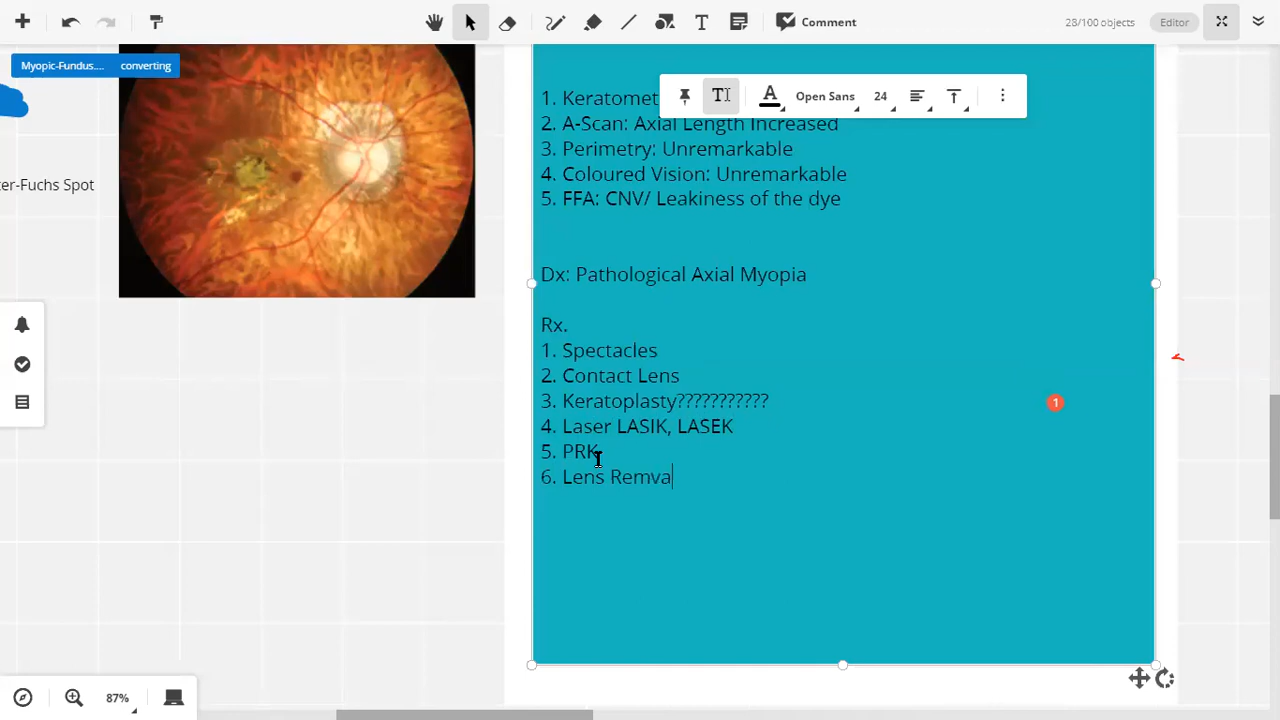 Comment
28/100 objects
Editor
Myopic-Fundus.... converting
Open Sans 24
1. Keratomet
2. A-Scan: Axial Length Increased
3. Perimetry: Unremarkable
4. Coloured Vision: Unremarkable
5. FFA: CNV/ Leakiness of the dye
ter-Fuchs Spot
Dx: Pathological Axial Myopia
Rx.
1. Spectacles
2. Contact Lens
3. Keratoplasty???????????
4. Laser LASIK, LASEK
5. PRK
6. Lens Remva
1
87%